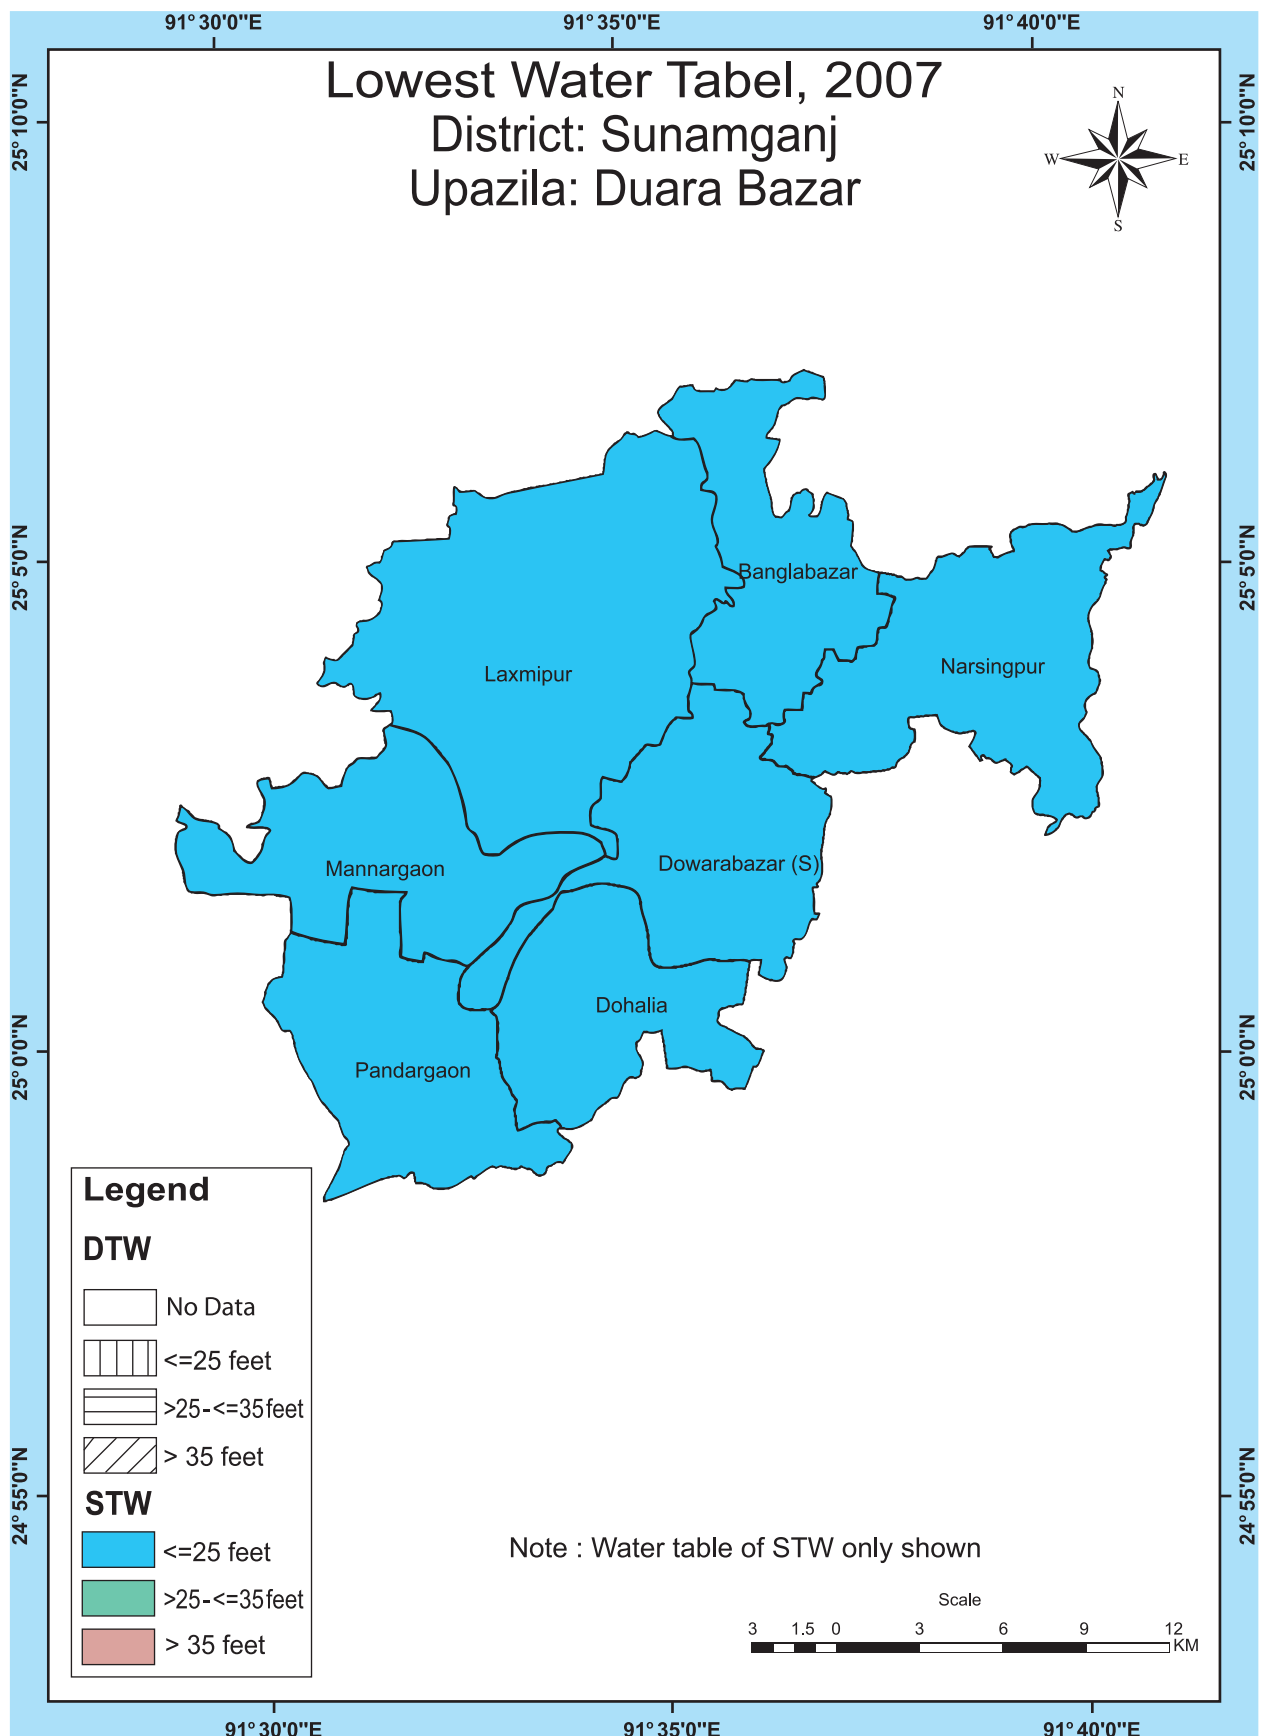 91° 30'0"E 91° 35'0"E 91° 40'0"E
Lowest Water Tabel, 2007
District: Sunamganj
Upazila: Duara Bazar
N
W E
S
25° 10'0"N 25° 10'0"N
25° 5'0"N 25° 5'0"N
Banglabazar
Laxmipur
Narsingpur
Mannargaon
Dowarabazar (S)
Dohalia
25° 0'0"N 25° 0'0"N
Pandargaon
Legend
DTW
No Data
<=25 feet
>25-<=35feet
> 35 feet
STW
<=25 feet
>25-<=35feet
> 35 feet
24° 55'0"N 24° 55'0"N
Note : Water table of STW only shown
Scale
3 1.5 0 3 6 9 12
KM
91° 30'0"E 91° 35'0"E 91° 40'0"E